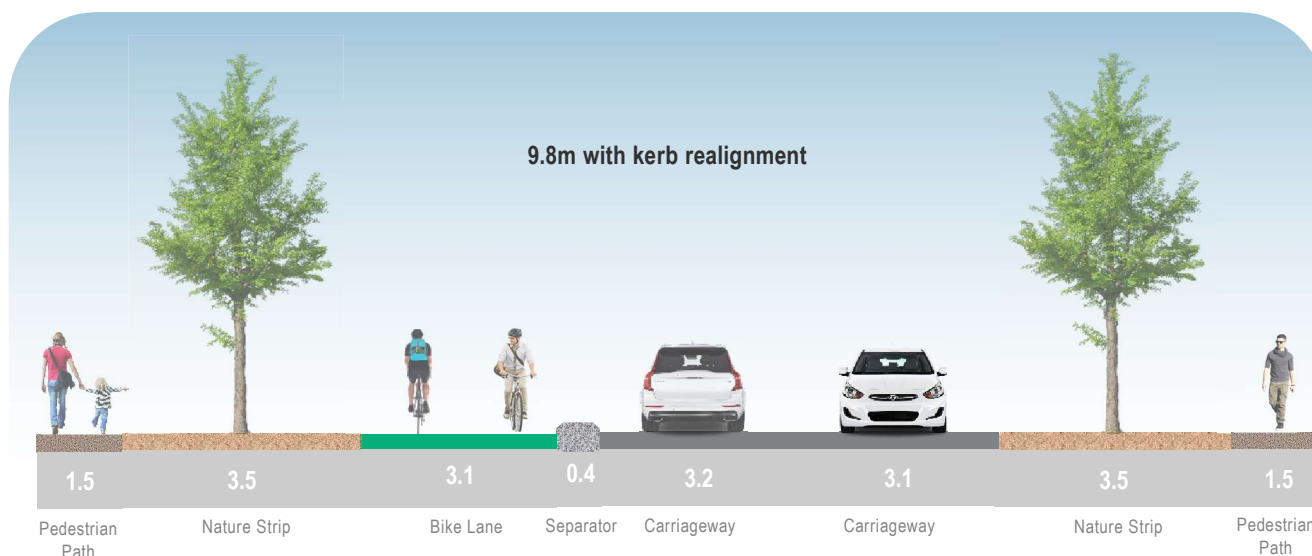 9.8m with kerb realignment
1.5 3.5 3.1 0.4 3.2 3.1 3.5 1.5
Pedestrian Path Nature Strip Bike Lane Separator Carriageway Carriageway Nature Strip Pedestrian Path